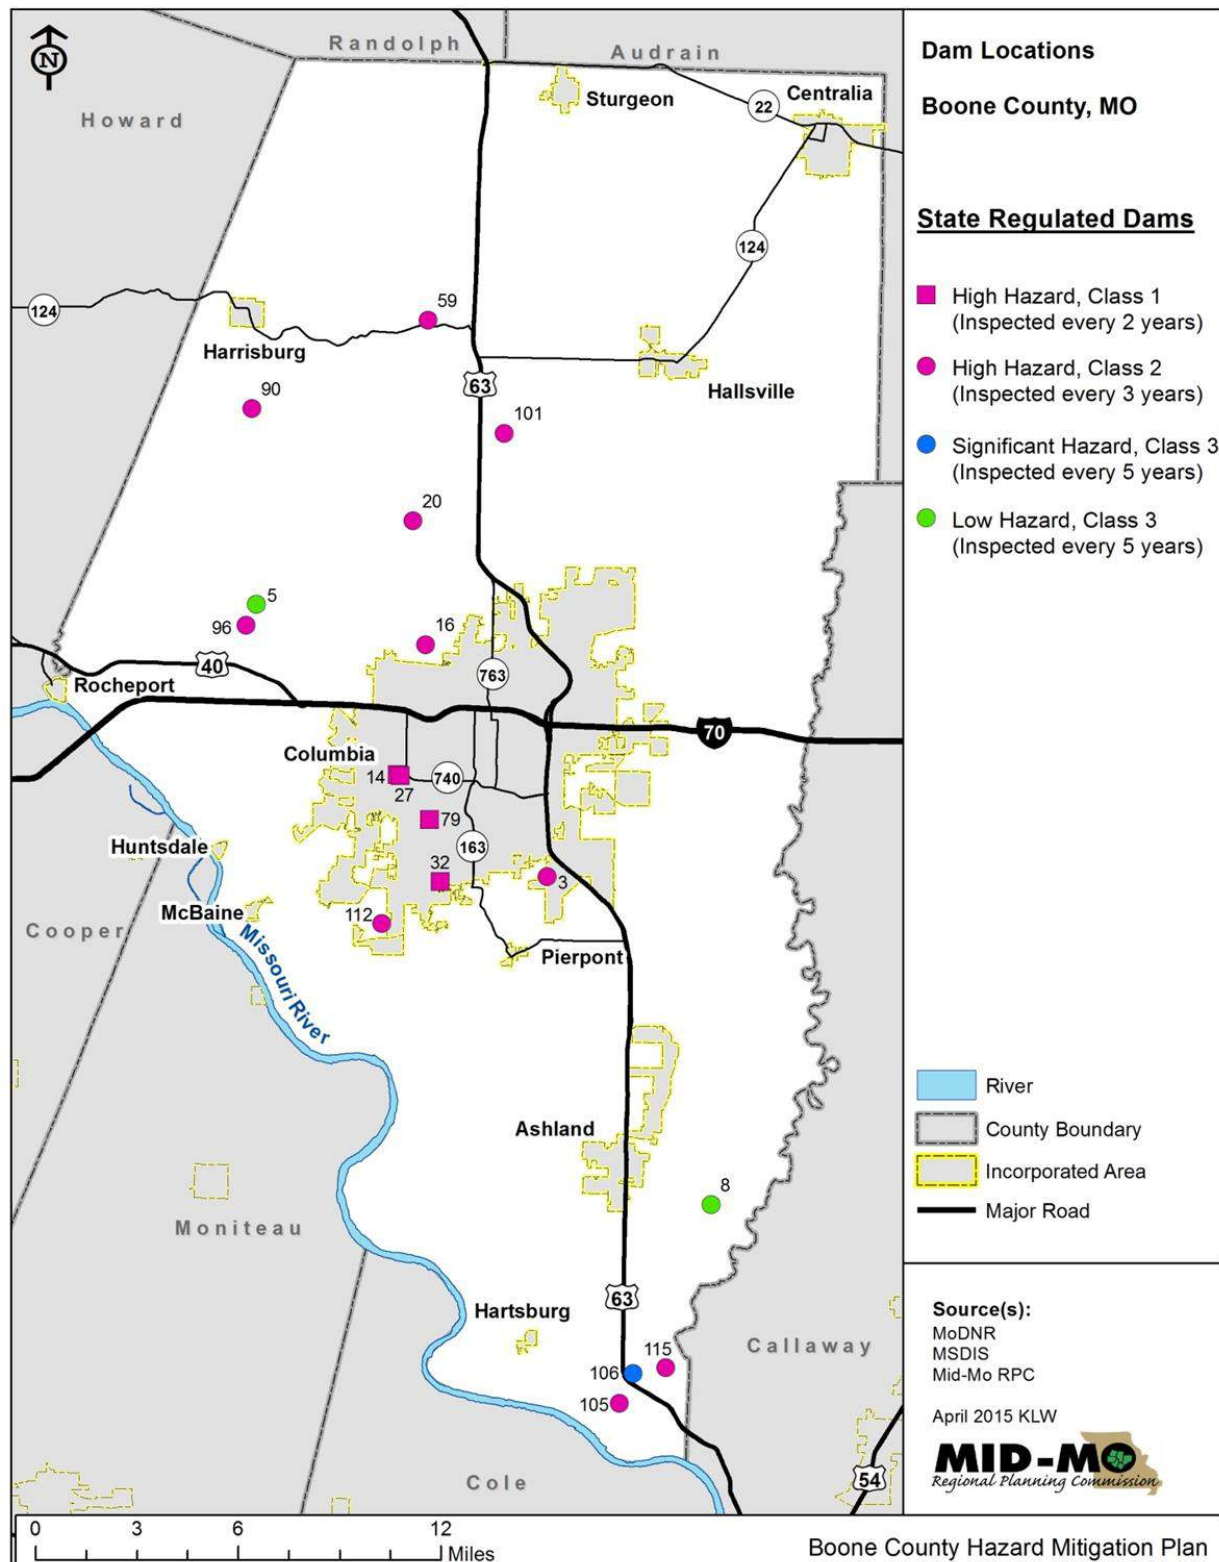 Randolph
Audrain
Dam Locations
Boone County, MO
N
Howard
Sturgeon
Centralia
22
124
State Regulated Dams
High Hazard, Class 1
(Inspected every 2 years)
High Hazard, Class 2
(Inspected every 3 years)
Significant Hazard, Class 3
(Inspected every 5 years)
Low Hazard, Class 3
(Inspected every 5 years)
124
59
Harrisburg
63
Hallsville
90
101
20
5
96
16
40
763
Rocheport
70
Columbia
14
740
27
79
163
Huntsdale
32
3
McBaine
112
Cooper
Pierpont
Missouri River
River
County Boundary
Incorporated Area
Major Road
Ashland
8
Moniteau
63
Hartsburg
Callaway
115
106
105
Source(s):
MoDNR
MSDIS
Mid-Mo RPC
April 2015 KLW
MID-MO
Regional Planning Commission
54
Cole
0 3 6 12
Miles
Boone County Hazard Mitigation Plan